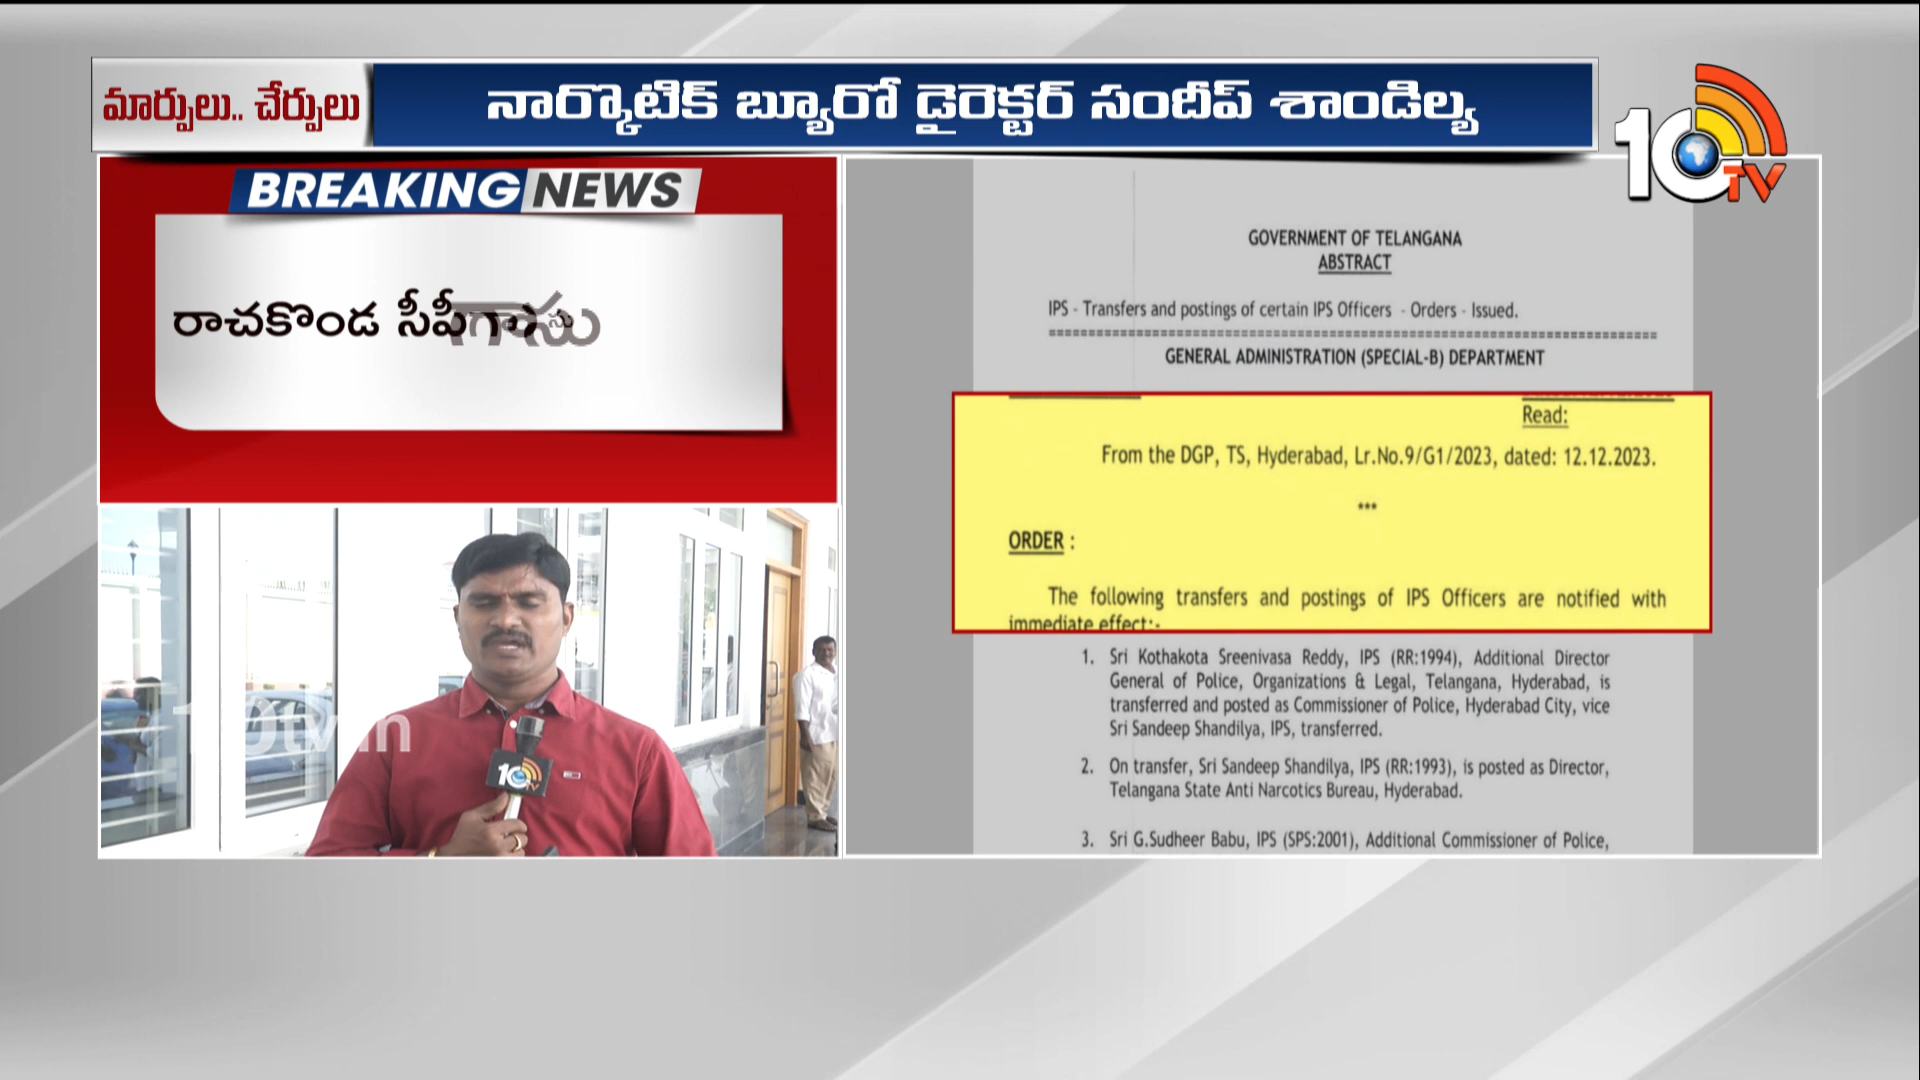 మార్పులు.. చేర్పులు
నార్కొటిక్ బ్యూరో డైరెక్టర్ సందీప్ శాండిల్య
10TV
BREAKING NEWS
రాచకొండ సీపీగా
GOVERNMENT OF TELANGANA
ABSTRACT
IPS - Transfers and postings of certain IPS Officers - Orders - Issued.
GENERAL ADMINISTRATION (SPECIAL-B) DEPARTMENT
Read:
From the DGP, TS, Hyderabad, Lr.No.9/G1/2023, dated: 12.12.2023.
***
ORDER :
The following transfers and postings of IPS Officers are notified with
immediate effect:-
1. Sri Kothakota Sreenivasa Reddy, IPS (RR:1994), Additional Director
General of Police, Organizations & Legal, Telangana, Hyderabad, is
transferred and posted as Commissioner of Police, Hyderabad City, vice
Sri Sandeep Shandilya, IPS, transferred.
2. On transfer, Sri Sandeep Shandilya, IPS (RR:1993), is posted as Director,
Telangana State Anti Narcotics Bureau, Hyderabad.
3. Sri G.Sudheer Babu, IPS (SPS:2001), Additional Commissioner of Police,
10tv.in
10TV